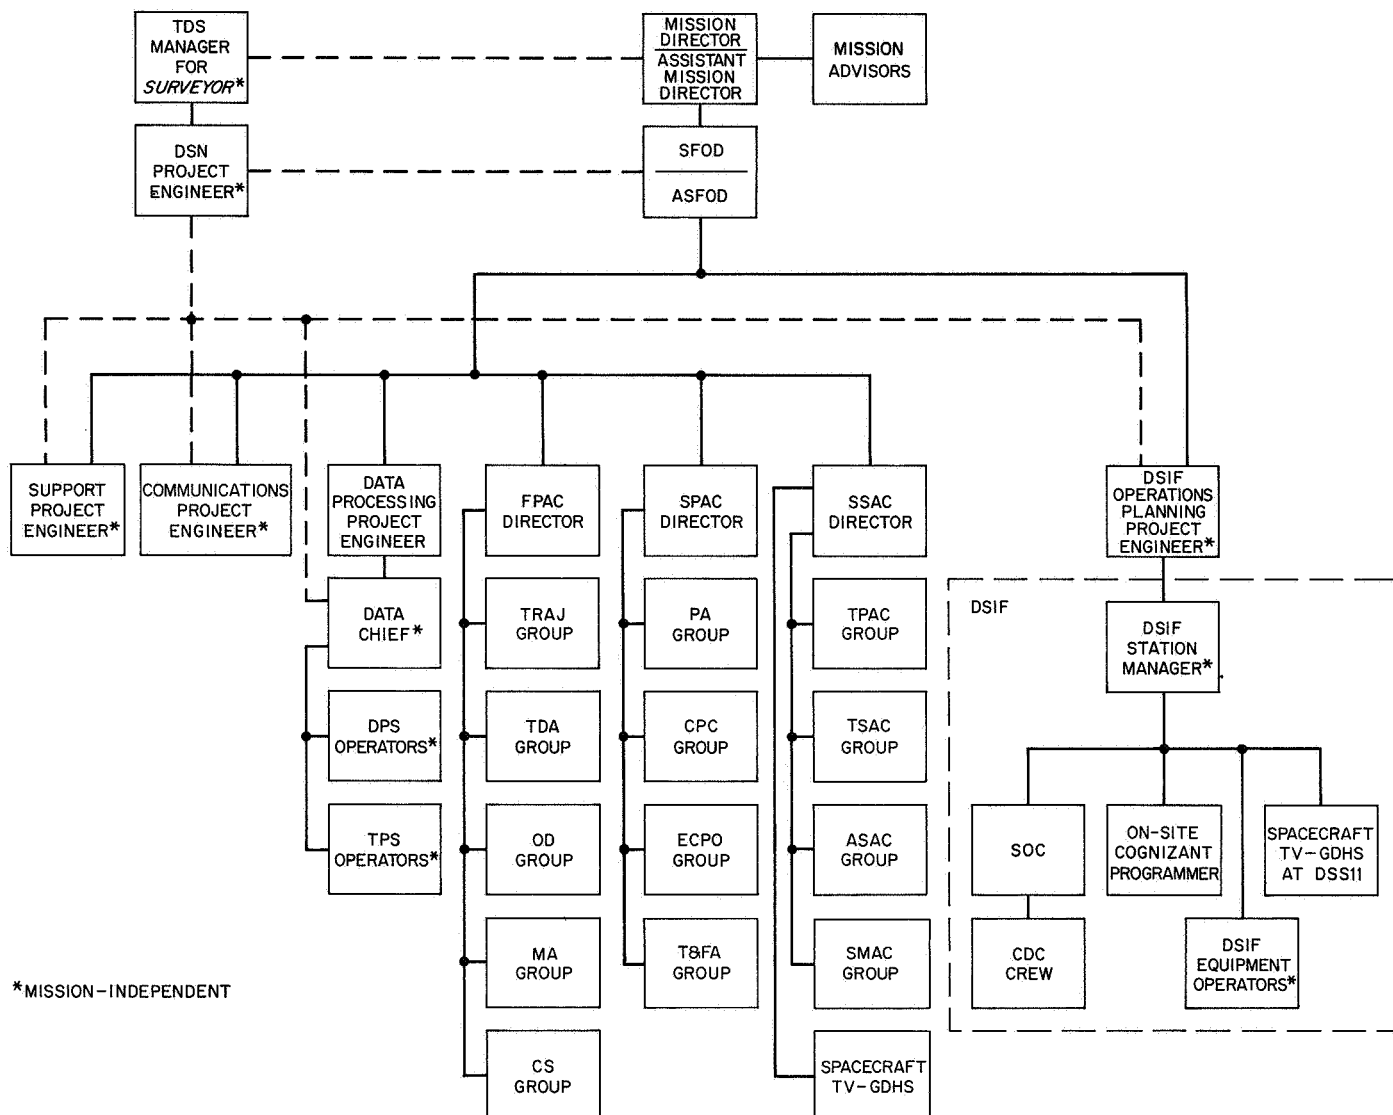 TDS
MANAGER
FOR
SURVEYOR*
MISSION
DIRECTOR
ASSISTANT
MISSION
DIRECTOR
MISSION
ADVISORS
DSN
PROJECT
ENGINEER*
SFOD
ASFOD
SUPPORT
PROJECT
ENGINEER*
COMMUNICATIONS
PROJECT
ENGINEER*
DATA
PROCESSING
PROJECT
ENGINEER
FPAC
DIRECTOR
SPAC
DIRECTOR
SSAC
DIRECTOR
DSIF
OPERATIONS
PLANNING
PROJECT
ENGINEER*
DATA
CHIEF*
TRAJ
GROUP
PA
GROUP
TPAC
GROUP
DSIF
DSIF
STATION
MANAGER*
DPS
OPERATORS*
TDA
GROUP
CPC
GROUP
TSAC
GROUP
TPS
OPERATORS*
OD
GROUP
ECPO
GROUP
ASAC
GROUP
SOC
ON-SITE
COGNIZANT
PROGRAMMER
SPACECRAFT
TV-GDHS
AT DSS11
MA
GROUP
T&FA
GROUP
SMAC
GROUP
CDC
CREW
DSIF
EQUIPMENT
OPERATORS*
*MISSION-INDEPENDENT
CS
GROUP
SPACECRAFT
TV-GDHS